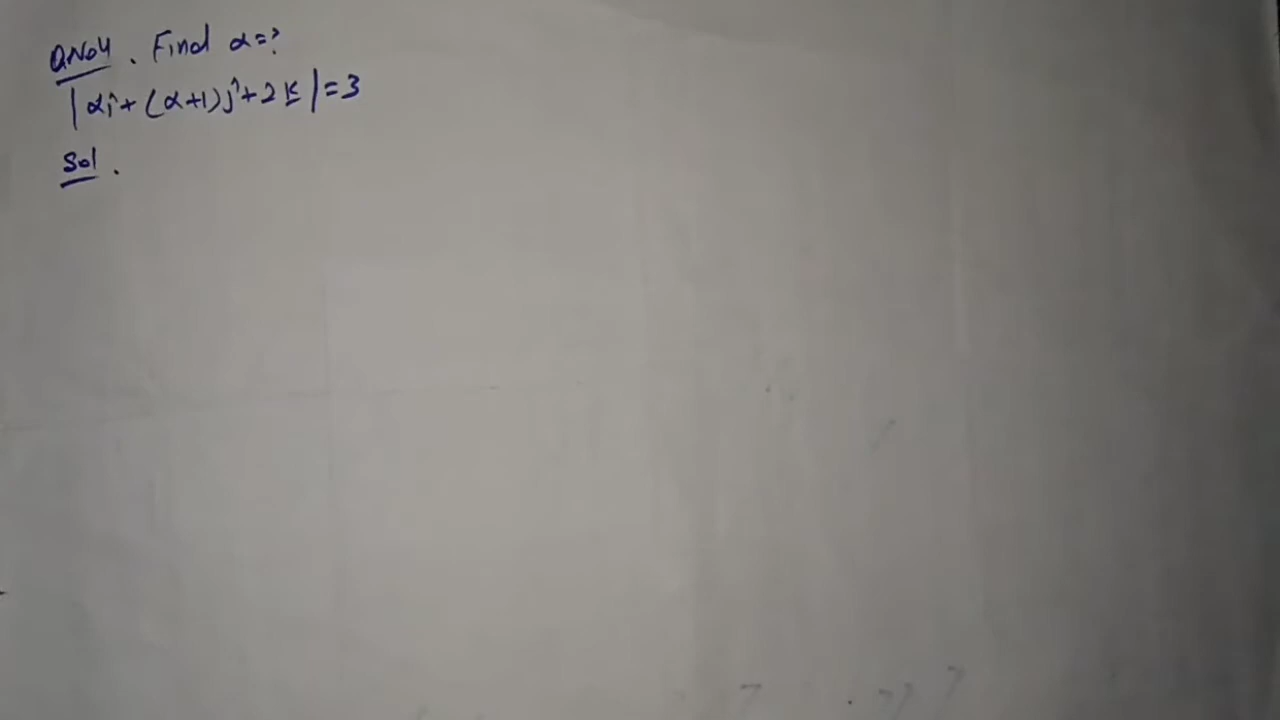 QNo4. Find α=?
|αî+(α+1)ĵ+2k|=3
Sol.